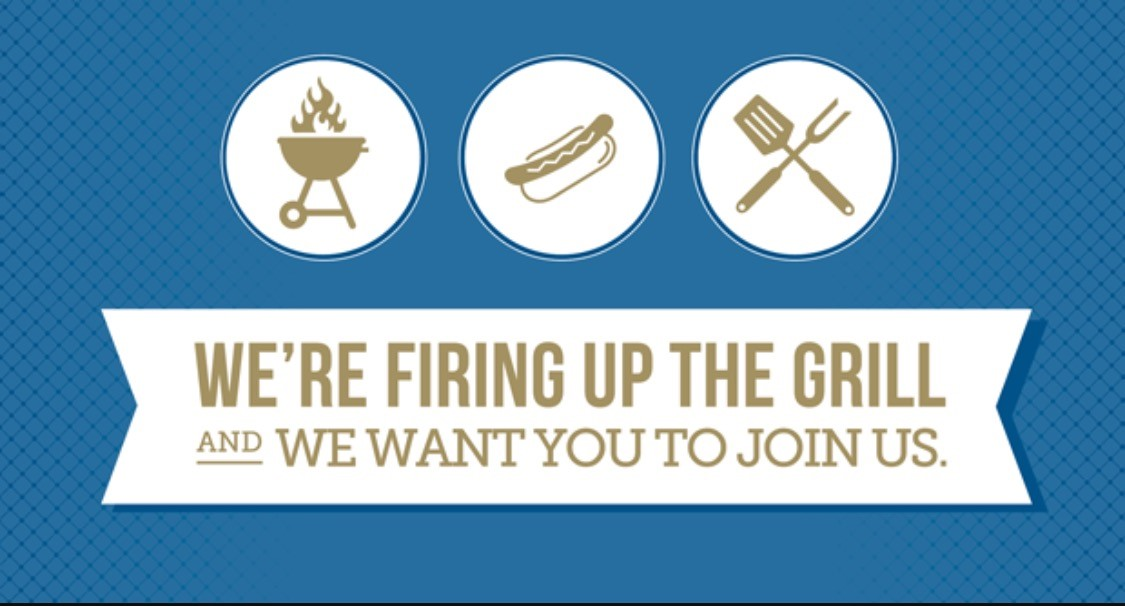 WE’RE FIRING UP THE GRILL
AND WE WANT YOU TO JOIN US.